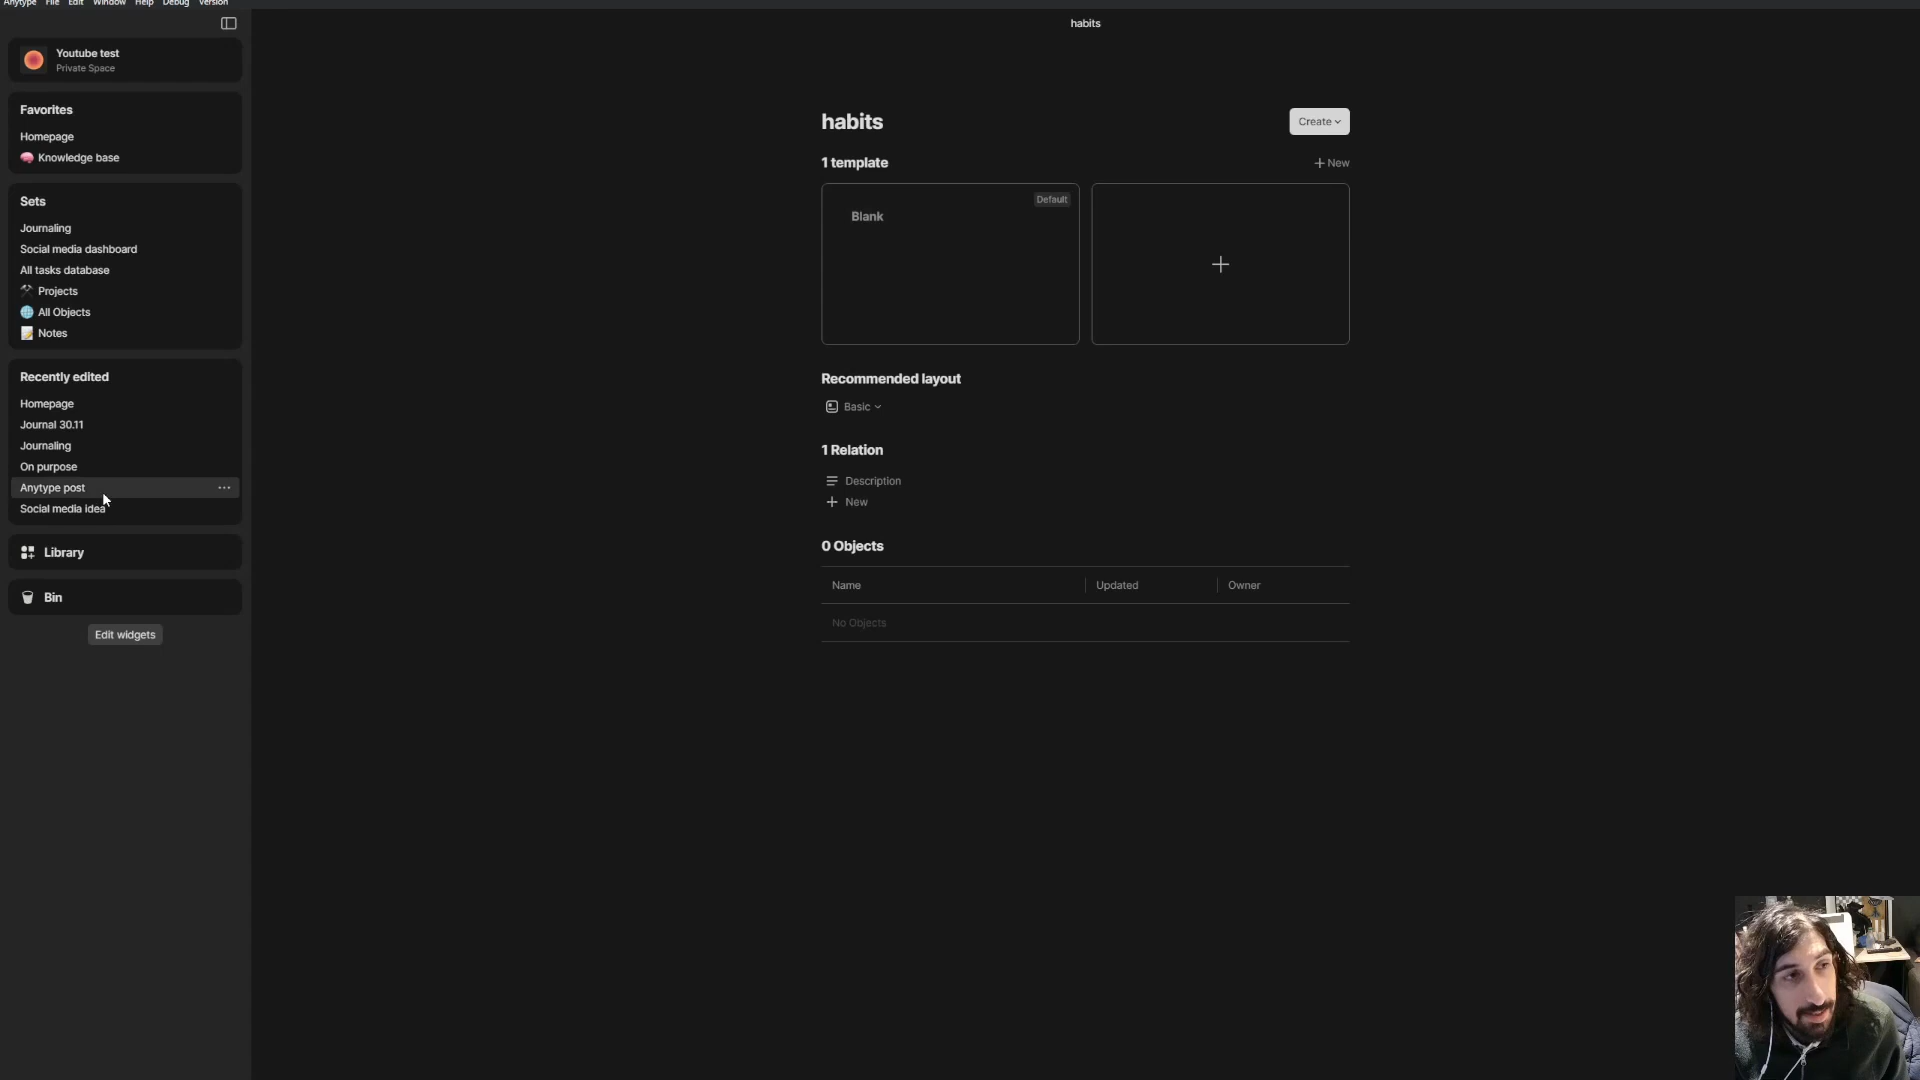 Anytype File Edit Window Help Debug Version
habits
Youtube test
Private Space
Favorites
Homepage
Knowledge base
Sets
Journaling
Social media dashboard
All tasks database
Projects
All Objects
Notes
Recently edited
Homepage
Journal 30.11
Journaling
On purpose
Anytype post
Social media idea
Library
Bin
Edit widgets
habits
Create
1 template
New
Blank
Default
Recommended layout
Basic
1 Relation
Description
New
0 Objects
Name Updated Owner
No Objects